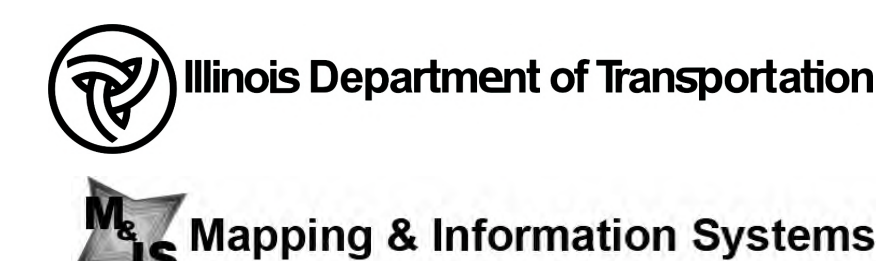 Illinois Department of Transportation
M&IS Mapping & Information Systems